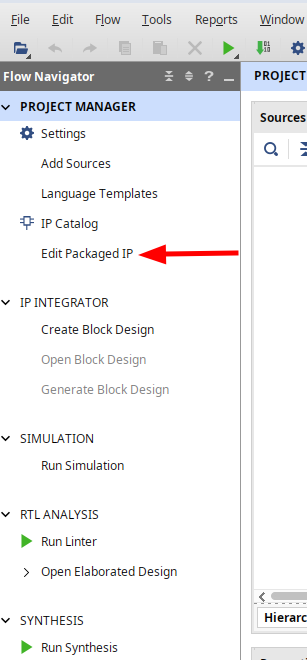 File Edit Flow Tools Reports Window
Flow Navigator
?
PROJECT
PROJECT MANAGER
Sources
Settings
Add Sources
Language Templates
IP Catalog
Edit Packaged IP
IP INTEGRATOR
Create Block Design
Open Block Design
Generate Block Design
SIMULATION
Run Simulation
RTL ANALYSIS
Run Linter
Open Elaborated Design
Hierarc
SYNTHESIS
Run Synthesis